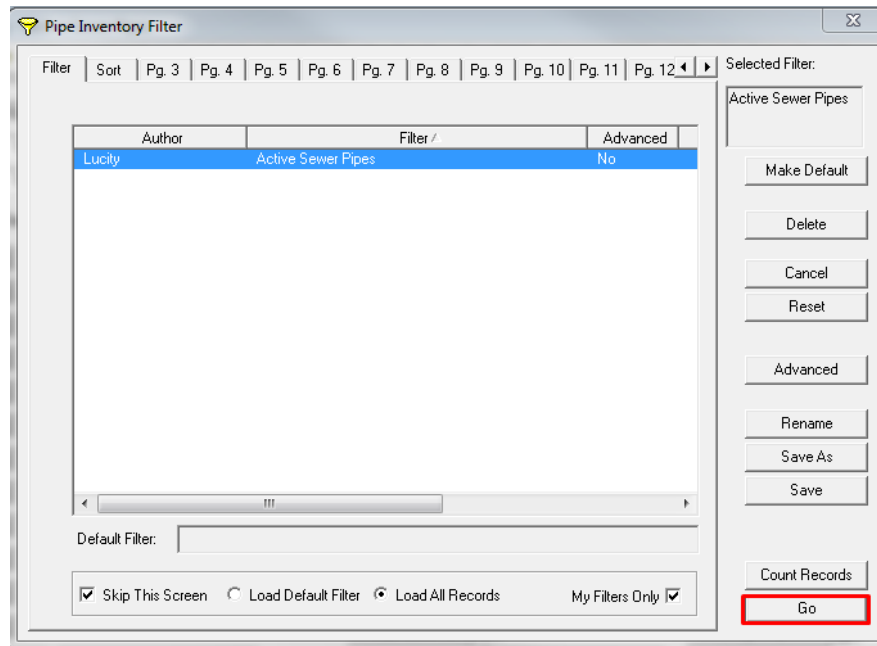 Pipe Inventory Filter
Filter Sort Pg. 3 Pg. 4 Pg. 5 Pg. 6 Pg. 7 Pg. 8 Pg. 9 Pg. 10 Pg. 11 Pg. 12
Selected Filter:
Active Sewer Pipes
Author Filter Advanced
Lucity Active Sewer Pipes No
Make Default
Delete
Cancel
Reset
Advanced
Rename
Save As
Save
Default Filter:
Skip This Screen Load Default Filter Load All Records My Filters Only
Count Records
Go